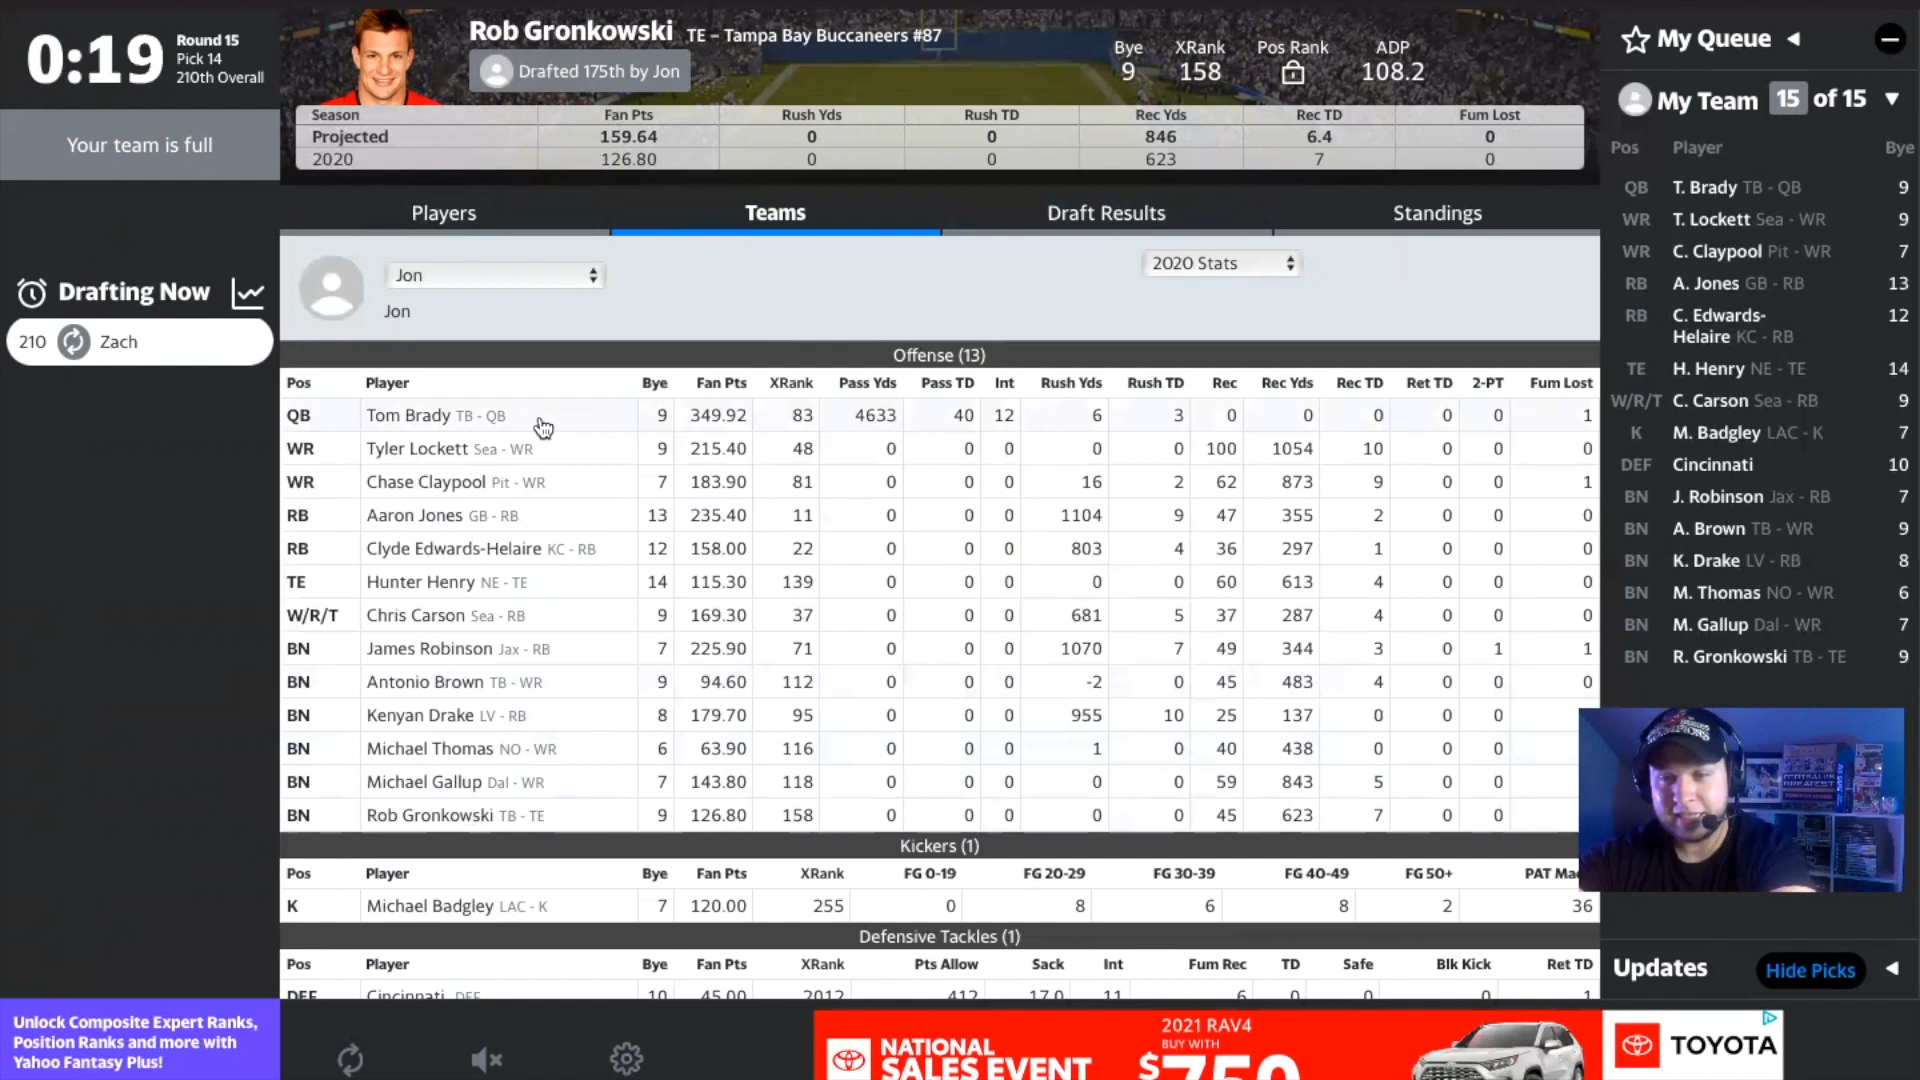 0:19
Round 15
Pick 14
210th Overall
Your team is full
Drafting Now
210 Zach
Rob Gronkowski TE – Tampa Bay Buccaneers #87
Drafted 175th by Jon
Bye XRank Pos Rank ADP
9 158 108.2
Season Fan Pts Rush Yds Rush TD Rec Yds Rec TD Fum Lost
Projected 159.64 0 0 846 6.4 0
2020 126.80 0 0 623 7 0
Players Teams Draft Results Standings
Jon 2020 Stats
Jon
Offense (13)
Pos Player Bye Fan Pts XRank Pass Yds Pass TD Int Rush Yds Rush TD Rec Rec Yds Rec TD Ret TD 2-PT Fum Lost
QB Tom Brady TB - QB 9 349.92 83 4633 40 12 6 3 0 0 0 0 0 1
WR Tyler Lockett Sea - WR 9 215.40 48 0 0 0 0 0 100 1054 10 0 0 0
WR Chase Claypool Pit - WR 7 183.90 81 0 0 0 16 2 62 873 9 0 0 1
RB Aaron Jones GB - RB 13 235.40 11 0 0 0 1104 9 47 355 2 0 0 0
RB Clyde Edwards-Helaire KC - RB 12 158.00 22 0 0 0 803 4 36 297 1 0 0 0
TE Hunter Henry NE - TE 14 115.30 139 0 0 0 0 0 60 613 4 0 0 0
W/R/T Chris Carson Sea - RB 9 169.30 37 0 0 0 681 5 37 287 4 0 0 0
BN James Robinson Jax - RB 7 225.90 71 0 0 0 1070 7 49 344 3 0 1 1
BN Antonio Brown TB - WR 9 94.60 112 0 0 0 -2 0 45 483 4 0 0 0
BN Kenyan Drake LV - RB 8 179.70 95 0 0 0 955 10 25 137 0 0 0
BN Michael Thomas NO - WR 6 63.90 116 0 0 0 1 0 40 438 0 0 0
BN Michael Gallup Dal - WR 7 143.80 118 0 0 0 0 0 59 843 5 0 0
BN Rob Gronkowski TB - TE 9 126.80 158 0 0 0 0 0 45 623 7 0 0
Kickers (1)
Pos Player Bye Fan Pts XRank FG 0-19 FG 20-29 FG 30-39 FG 40-49 FG 50+ PAT
K Michael Badgley LAC - K 7 120.00 255 0 8 6 8 2 36
Defensive Tackles (1)
Pos Player Bye Fan Pts XRank Pts Allow Sack Int Fum Rec TD Safe Blk Kick Ret TD
DEF Cincinnati DEF 10 45.00 2012 412 17.0 11 6 0 0 0 1
My Queue
My Team 15 of 15
Pos Player Bye
QB T. Brady TB - QB 9
WR T. Lockett Sea - WR 9
WR C. Claypool Pit - WR 7
RB A. Jones GB - RB 13
RB C. Edwards- 12
Helaire KC - RB
TE H. Henry NE - TE 14
W/R/T C. Carson Sea - RB 9
K M. Badgley LAC - K 7
DEF Cincinnati 10
BN J. Robinson Jax - RB 7
BN A. Brown TB - WR 9
BN K. Drake LV - RB 8
BN M. Thomas NO - WR 6
BN M. Gallup Dal - WR 7
BN R. Gronkowski TB - TE 9
Updates Hide Picks
Unlock Composite Expert Ranks,
Position Ranks and more with
Yahoo Fantasy Plus!
NATIONAL
SALES EVENT
2021 RAV4
BUY WITH
$750
TOYOTA